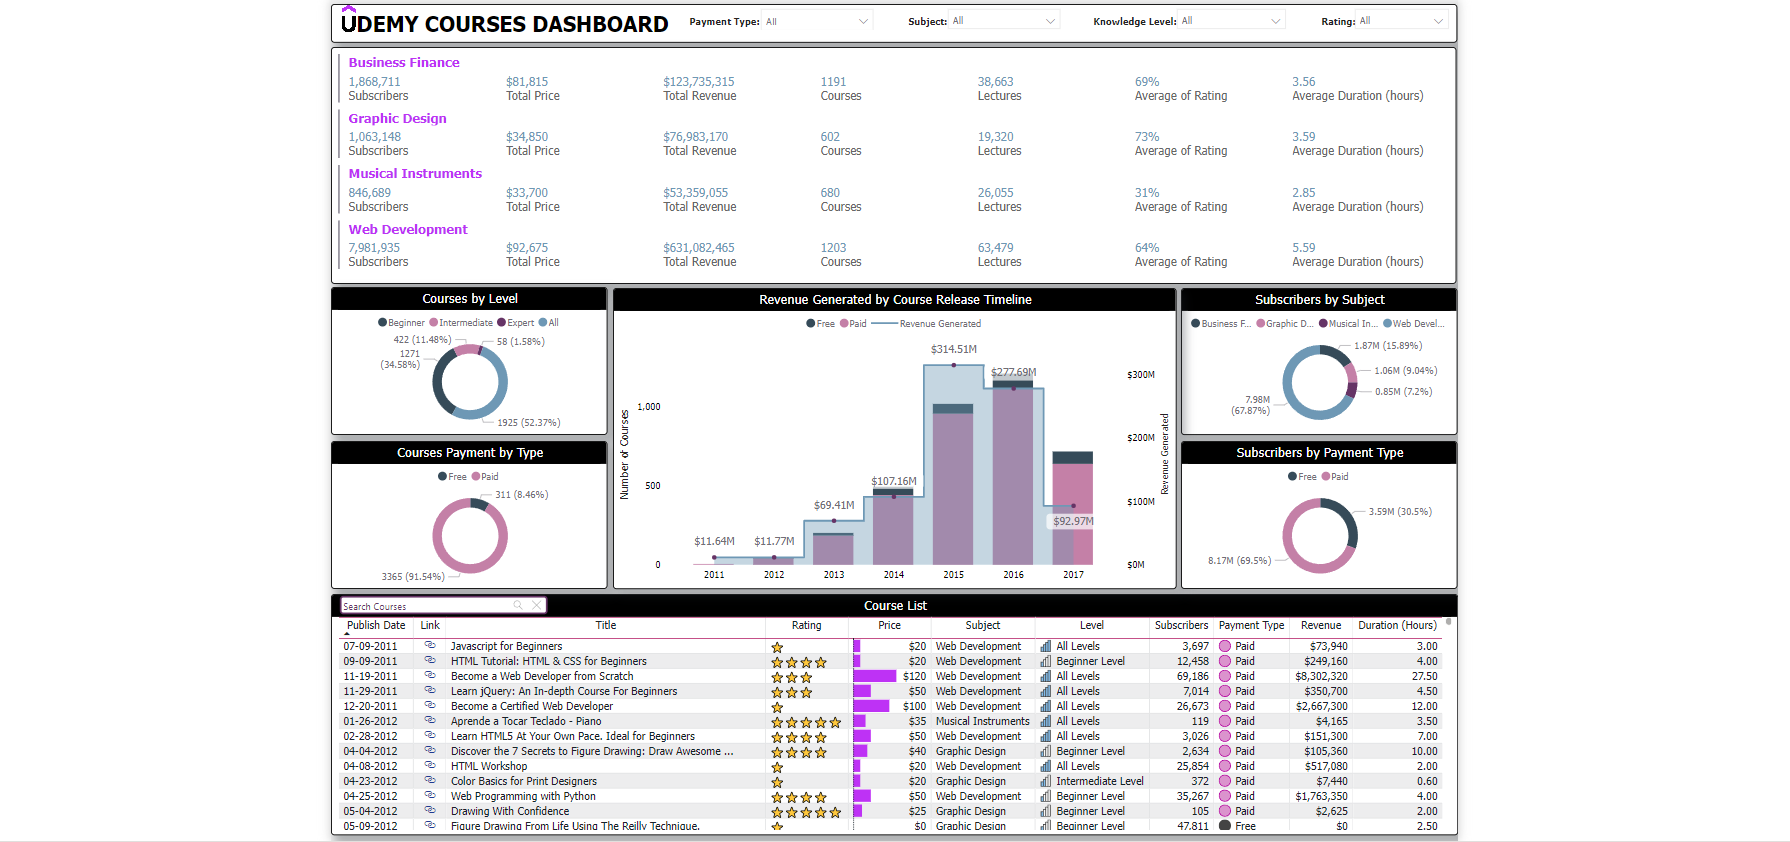 UDEMY COURSES DASHBOARD Payment Type: All Subject: All Knowledge Level: All Rating: All
Business Finance
1,868,711 $81,815 $123,735,315 1191 38,663 69% 3.56
Subscribers Total Price Total Revenue Courses Lectures Average of Rating Average Duration (hours)
Graphic Design
1,063,148 $34,850 $76,983,170 602 19,320 73% 3.59
Subscribers Total Price Total Revenue Courses Lectures Average of Rating Average Duration (hours)
Musical Instruments
846,689 $33,700 $53,359,055 680 26,055 31% 2.85
Subscribers Total Price Total Revenue Courses Lectures Average of Rating Average Duration (hours)
Web Development
7,981,935 $92,675 $631,082,465 1203 63,479 64% 5.59
Subscribers Total Price Total Revenue Courses Lectures Average of Rating Average Duration (hours)
Courses by Level
Beginner Intermediate Expert All
422 (11.48%) 58 (1.58%)
1271
(34.58%)
1925 (52.37%)
Courses Payment by Type
Free Paid
311 (8.46%)
3365 (91.54%)
Revenue Generated by Course Release Timeline
Free Paid Revenue Generated
$314.51M
$277.69M
$107.16M
$69.41M
$11.64M $11.77M
$92.97M
Number of Courses
1,000
500
0
Revenue Generated
$300M
$200M
$100M
$0M
2011 2012 2013 2014 2015 2016 2017
Subscribers by Subject
Business F... Graphic D... Musical In... Web Devel...
1.87M (15.89%)
1.06M (9.04%)
0.85M (7.2%)
7.98M
(67.87%)
Subscribers by Payment Type
Free Paid
3.59M (30.5%)
8.17M (69.5%)
Search Courses Course List
Publish Date Link Title Rating Price Subject Level Subscribers Payment Type Revenue Duration (Hours)
07-09-2011 Javascript for Beginners $20 Web Development All Levels 3,697 Paid $73,940 3.00
09-09-2011 HTML Tutorial: HTML & CSS for Beginners $20 Web Development Beginner Level 12,458 Paid $249,160 4.00
11-19-2011 Become a Web Developer from Scratch $120 Web Development All Levels 69,186 Paid $8,302,320 27.50
11-29-2011 Learn jQuery: An In-depth Course For Beginners $50 Web Development All Levels 7,014 Paid $350,700 4.50
12-20-2011 Become a Certified Web Developer $100 Web Development All Levels 26,673 Paid $2,667,300 12.00
01-26-2012 Aprende a Tocar Teclado - Piano $35 Musical Instruments All Levels 119 Paid $4,165 3.50
02-28-2012 Learn HTML5 At Your Own Pace. Ideal for Beginners $50 Web Development All Levels 3,026 Paid $151,300 7.00
04-04-2012 Discover the 7 Secrets to Figure Drawing: Draw Awesome ... $40 Graphic Design Beginner Level 2,634 Paid $105,360 10.00
04-08-2012 HTML Workshop $20 Web Development All Levels 25,854 Paid $517,080 2.00
04-23-2012 Color Basics for Print Designers $20 Graphic Design Intermediate Level 372 Paid $7,440 0.60
04-25-2012 Web Programming with Python $50 Web Development Beginner Level 35,267 Paid $1,763,350 4.00
05-04-2012 Drawing With Confidence $25 Graphic Design Beginner Level 105 Paid $2,625 2.00
05-09-2012 Figure Drawing From Life Using The Reilly Technique. $0 Graphic Design Beginner Level 47,811 Free $0 2.50